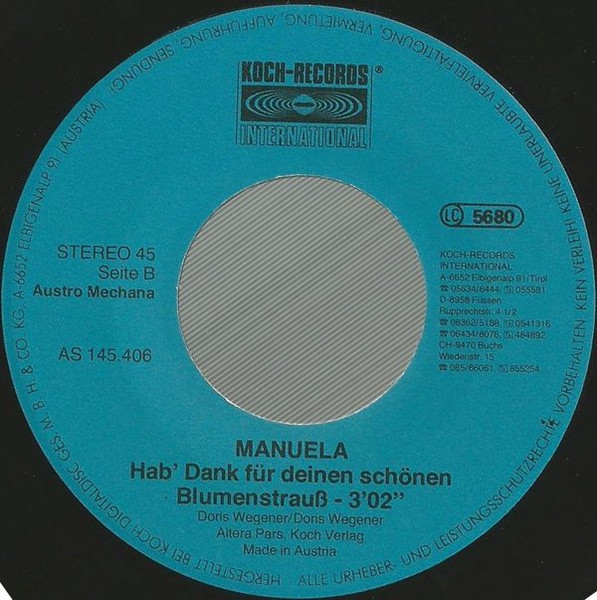 KOCH-RECORDS®
INTERNATIONAL
LC 5680
STEREO 45
Seite B
Austro Mechana
AS 145.406
KOCH-RECORDS
INTERNATIONAL
A-6652 Elbigenalp 91/Tirol
☎ 05634/6444, 055581
D-8958 Füssen
Rupprechtstr. 4 1/2
☎ 08362/5188, 0541316
☎ 06434/8078, 484892
CH-9470 Buchs
Wiedenstr. 15
☎ 085/66061, 855254
MANUELA
Hab' Dank für deinen schönen
Blumenstrauß - 3'02”
Doris Wegener/Doris Wegener
Altera Pars, Koch Verlag
Made in Austria
HERGESTELLT BEI KOCH DIGITALDISC GES. M. B. H. & CO. KG, A-6652 ELBIGENALP 91 (AUSTRIA)
ALLE URHEBER- UND LEISTUNGSSCHUTZRECHTE VORBEHALTEN KEIN VERLEIH! KEINE UNERLAUBTE VERVIELFÄLTIGUNG, VERMIETUNG, AUFFÜHRUNG, SENDUNG!